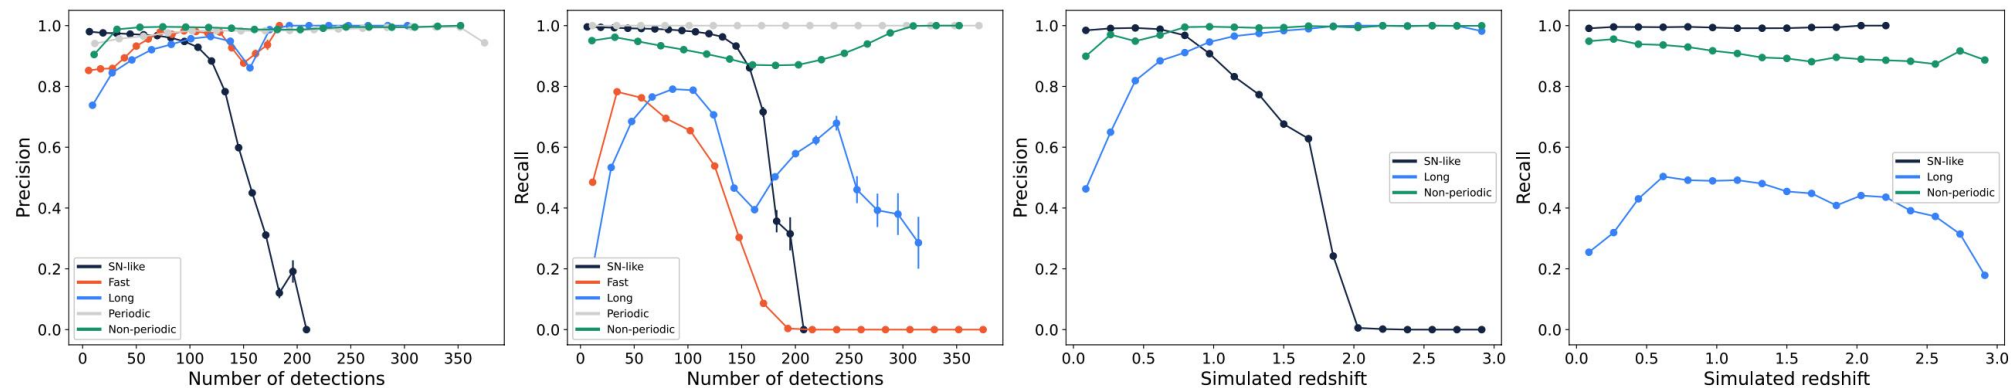 Precision
1.0
0.8
0.6
0.4
0.2
0.0
SN-like
Fast
Long
Periodic
Non-periodic
0 50 100 150 200 250 300 350
Number of detections
Recall
1.0
0.8
0.6
0.4
0.2
0.0
SN-like
Fast
Long
Periodic
Non-periodic
0 50 100 150 200 250 300 350
Number of detections
Precision
1.0
0.8
0.6
0.4
0.2
0.0
SN-like
Long
Non-periodic
0.0 0.5 1.0 1.5 2.0 2.5 3.0
Simulated redshift
Recall
1.0
0.8
0.6
0.4
0.2
0.0
SN-like
Long
Non-periodic
0.0 0.5 1.0 1.5 2.0 2.5 3.0
Simulated redshift